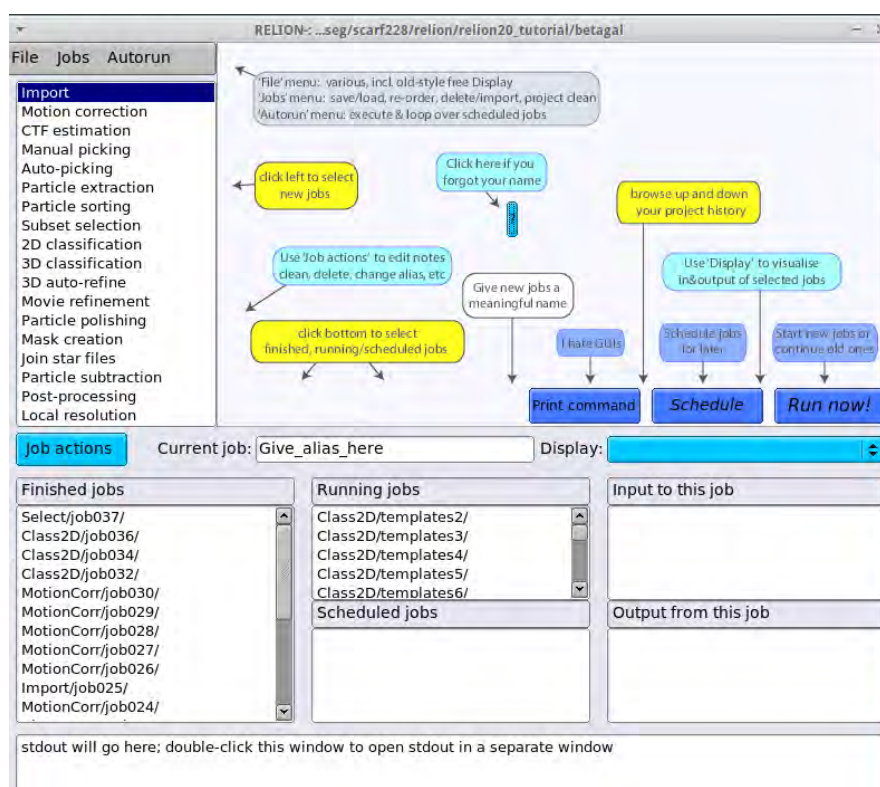 RELION-: ...seg/scarf228/relion/relion20_tutorial/betagal
File Jobs Autorun
Import
Motion correction
CTF estimation
Manual picking
Auto-picking
Particle extraction
Particle sorting
Subset selection
2D classification
3D classification
3D auto-refine
Movie refinement
Particle polishing
Mask creation
Join star files
Particle subtraction
Post-processing
Local resolution
'File' menu: various, incl. old-style free Display
'Jobs' menu: save/load, re-order, delete/import, project clean
'Autorun' menu: execute & loop over scheduled jobs
click left to select
new jobs
Click here if you
forgot your name
?
browse up and down
your project history
Use 'Job actions' to edit notes
clean, delete, change alias, etc
Give new jobs a
meaningful name
Use 'Display' to visualise
in&output of selected jobs
click bottom to select
finished, running/scheduled jobs
I hate GUIs
Schedule jobs
for later
Start new jobs or
continue old ones
Print command
Schedule
Run now!
Job actions
Current job: Give_alias_here
Display:
Finished jobs
Select/job037/
Class2D/job036/
Class2D/job034/
Class2D/job032/
MotionCorr/job030/
MotionCorr/job029/
MotionCorr/job028/
MotionCorr/job027/
MotionCorr/job026/
Import/job025/
MotionCorr/job024/
Running jobs
Class2D/templates2/
Class2D/templates3/
Class2D/templates4/
Class2D/templates5/
Class2D/templates6/
Scheduled jobs
Input to this job
Output from this job
stdout will go here; double-click this window to open stdout in a separate window